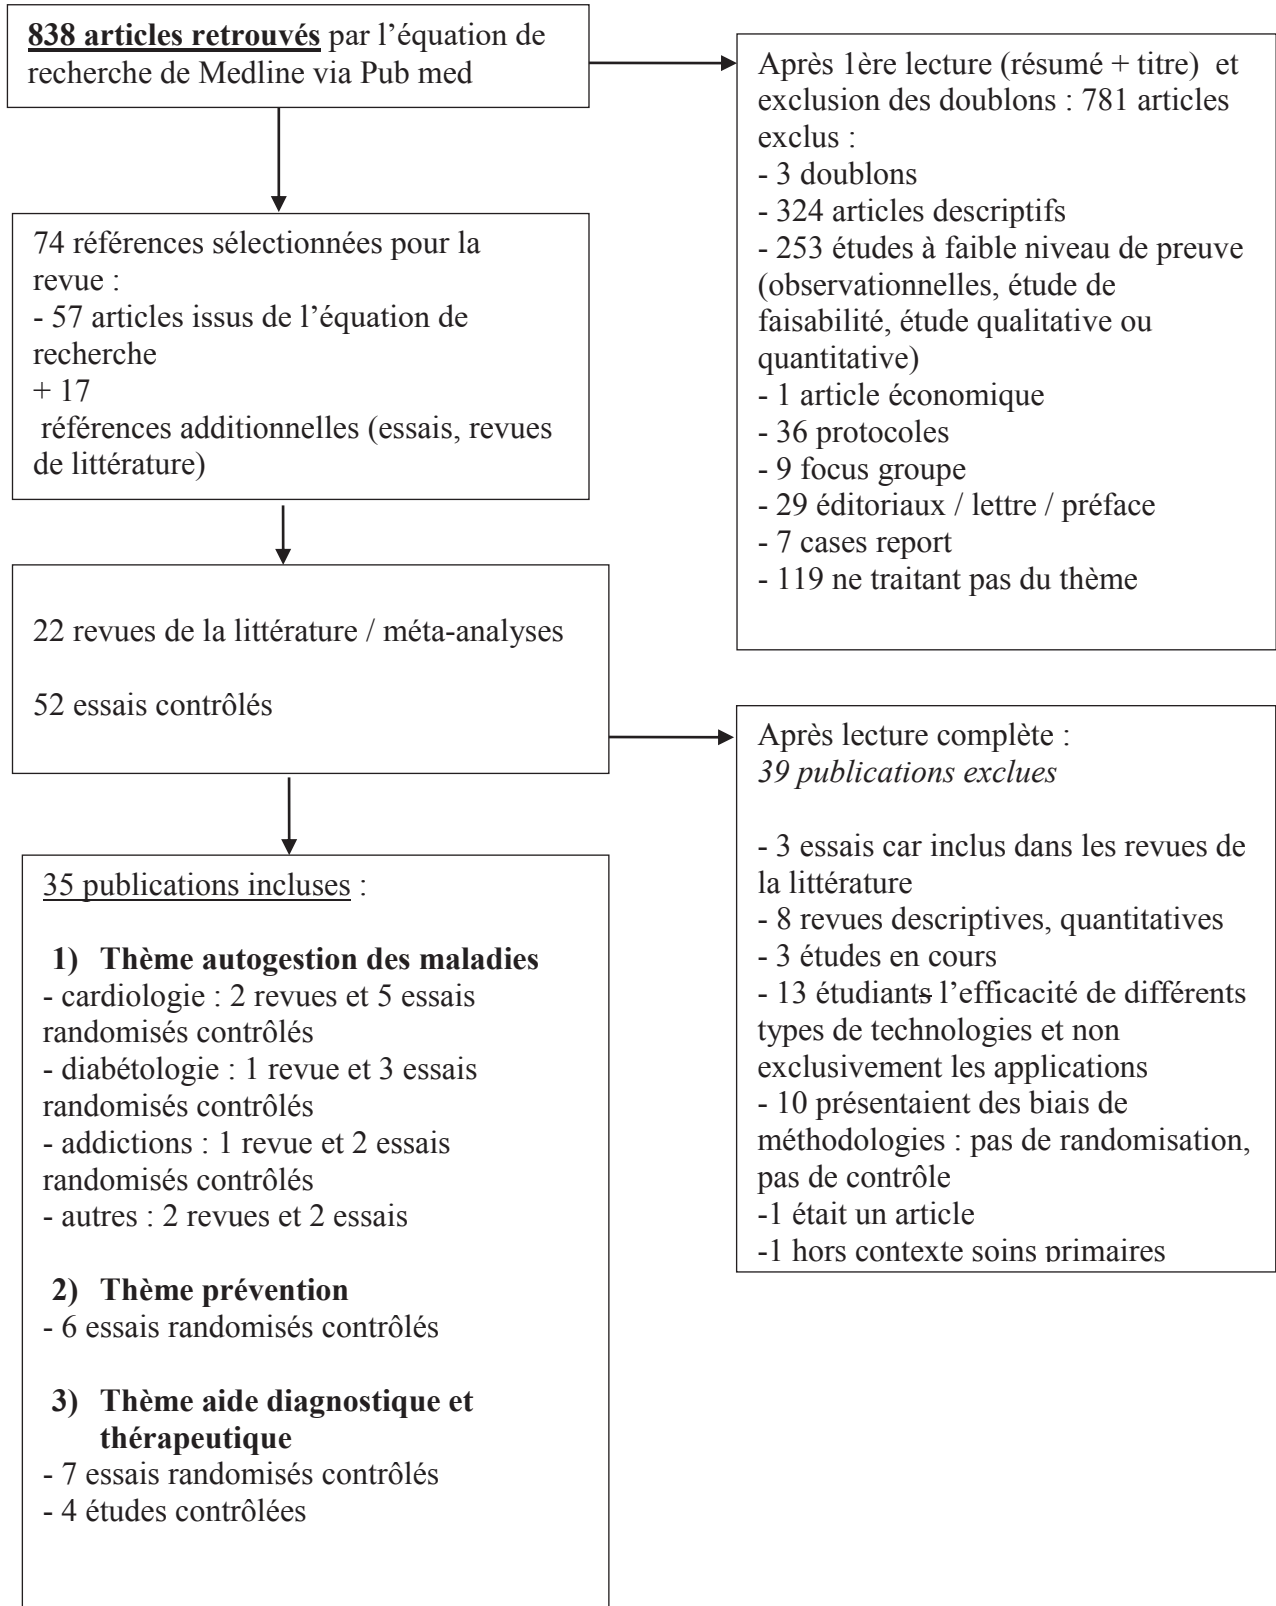 838 articles retrouvés par l’équation de
recherche de Medline via Pub med
Après 1ère lecture (résumé + titre) et
exclusion des doublons : 781 articles
exclus :
- 3 doublons
- 324 articles descriptifs
- 253 études à faible niveau de preuve
(observationnelles, étude de
faisabilité, étude qualitative ou
quantitative)
- 1 article économique
- 36 protocoles
- 9 focus groupe
- 29 éditoriaux / lettre / préface
- 7 cases report
- 119 ne traitant pas du thème
74 références sélectionnées pour la
revue :
- 57 articles issus de l’équation de
recherche
+ 17
références additionnelles (essais, revues
de littérature)
22 revues de la littérature / méta-analyses
52 essais contrôlés
Après lecture complète :
39 publications exclues
- 3 essais car inclus dans les revues de
la littérature
- 8 revues descriptives, quantitatives
- 3 études en cours
- 13 étudiants l’efficacité de différents
types de technologies et non
exclusivement les applications
- 10 présentaient des biais de
méthodologies : pas de randomisation,
pas de contrôle
-1 était un article
-1 hors contexte soins primaires
35 publications incluses :
1) Thème autogestion des maladies
- cardiologie : 2 revues et 5 essais
randomisés contrôlés
- diabétologie : 1 revue et 3 essais
randomisés contrôlés
- addictions : 1 revue et 2 essais
randomisés contrôlés
- autres : 2 revues et 2 essais
2) Thème prévention
- 6 essais randomisés contrôlés
3) Thème aide diagnostique et
thérapeutique
- 7 essais randomisés contrôlés
- 4 études contrôlées